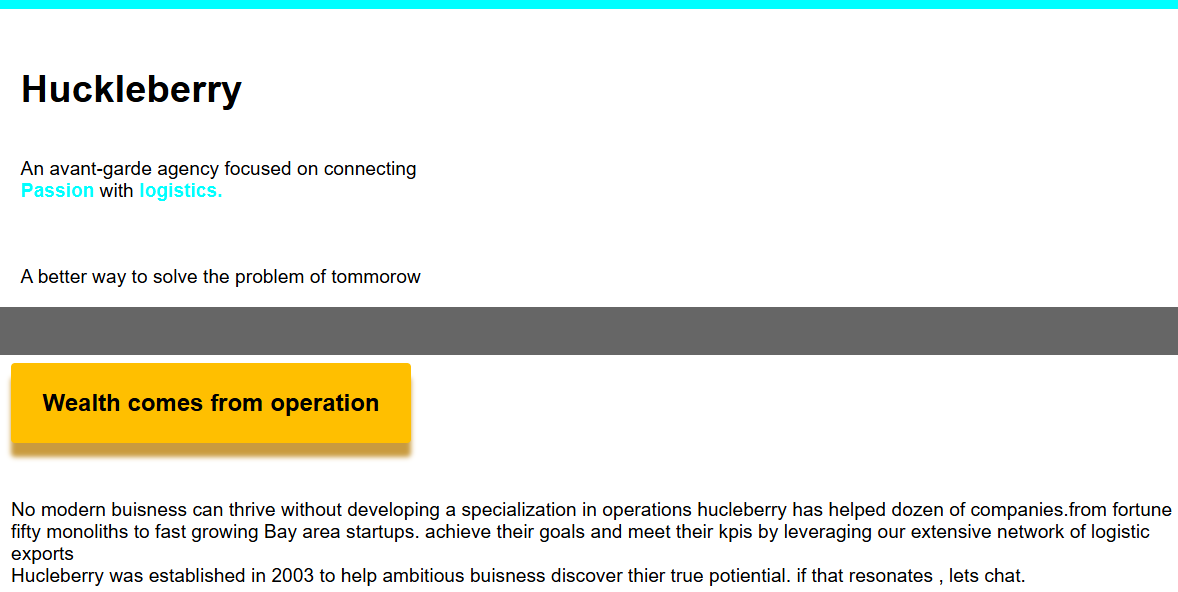 Huckleberry
An avant-garde agency focused on connecting
Passion with logistics.
A better way to solve the problem of tommorow
Wealth comes from operation
No modern buisness can thrive without developing a specialization in operations hucleberry has helped dozen of companies.from fortune
fifty monoliths to fast growing Bay area startups. achieve their goals and meet their kpis by leveraging our extensive network of logistic
exports
Hucleberry was established in 2003 to help ambitious buisness discover thier true potiential. if that resonates , lets chat.